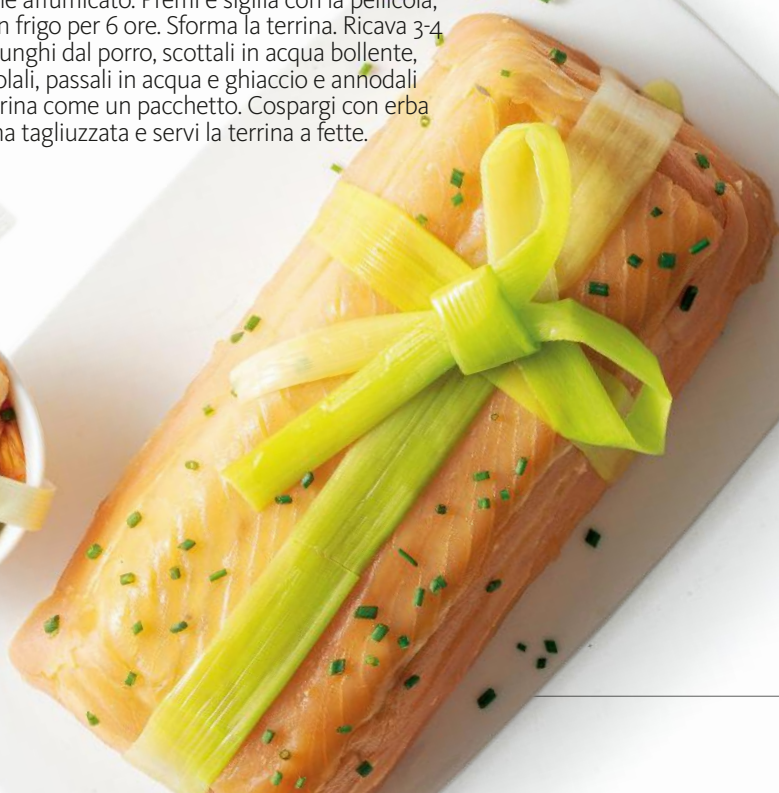 affumicato. Premi e sigilla con la pellicola,
frigo per 6 ore. Sforma la terrina. Ricava 3-4
dal porro, scottali in acqua bollente,
passali in acqua e ghiaccio e annodali
come un pacchetto. Cospargi con erba
tagliuzzata e servi la terrina a fette.